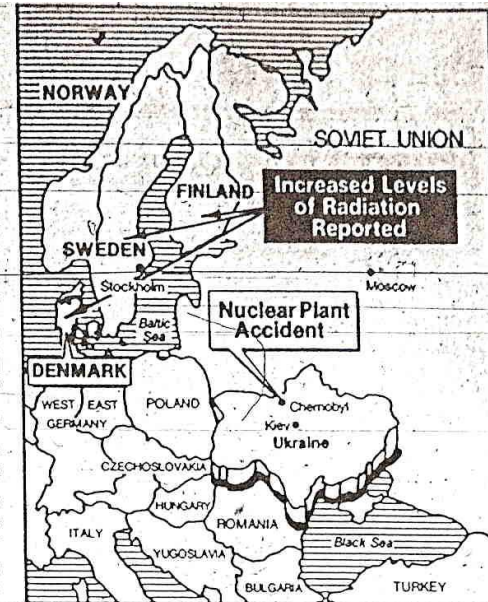 NORWAY
SOVIET UNION
FINLAND
Increased Levels
of Radiation
Reported
SWEDEN
Stockholm
Moscow
Nuclear Plant
Accident
Baltic
Sea
DENMARK
WEST
EAST
GERMANY
POLAND
Chernobyl
Kiev
Ukraine
CZECHOSLOVAKIA
HUNGARY
ROMANIA
ITALY
Black Sea
YUGOSLAVIA
BULGARIA
TURKEY